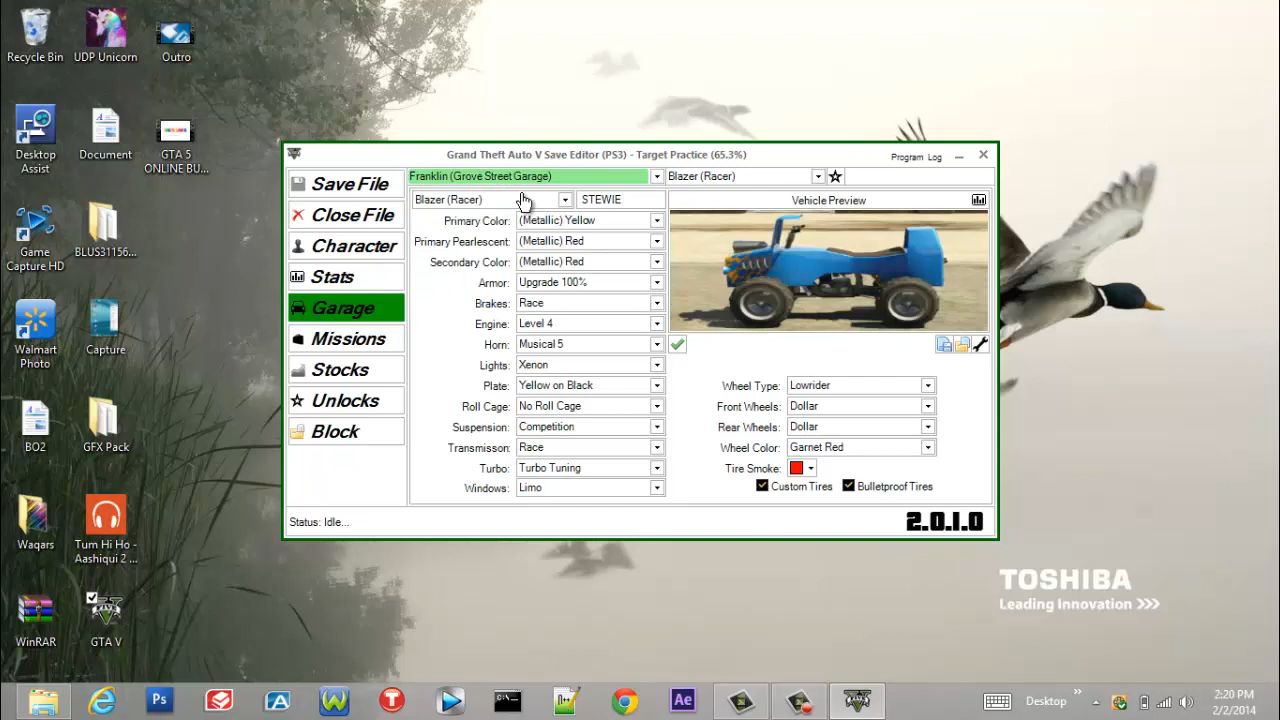 Recycle Bin
UDP Unicorn
Outro
Desktop
Assist
Document
GTA 5
ONLINE BU...
Game
Capture HD
BLUS31156...
Walmart
Photo
Capture
BO2
GFX Pack
Waqars
Tum Hi Ho -
Aashiqui 2 ...
WinRAR
GTA V
Grand Theft Auto V Save Editor (PS3) - Target Practice (65.3%)
Program Log
Save File
Close File
Character
Stats
Garage
Missions
Stocks
Unlocks
Block
Franklin (Grove Street Garage)
Blazer (Racer)
Blazer (Racer)
STEWIE
Vehicle Preview
Primary Color: (Metallic) Yellow
Primary Pearlescent: (Metallic) Red
Secondary Color: (Metallic) Red
Armor: Upgrade 100%
Brakes: Race
Engine: Level 4
Horn: Musical 5
Lights: Xenon
Plate: Yellow on Black
Roll Cage: No Roll Cage
Suspension: Competition
Transmisson: Race
Turbo: Turbo Tuning
Windows: Limo
Wheel Type: Lowrider
Front Wheels: Dollar
Rear Wheels: Dollar
Wheel Color: Garnet Red
Tire Smoke:
Custom Tires
Bulletproof Tires
Status: Idle...
2.0.1.0
TOSHIBA
Leading Innovation >>>
Ps
Ae
Desktop
2:20 PM
2/2/2014